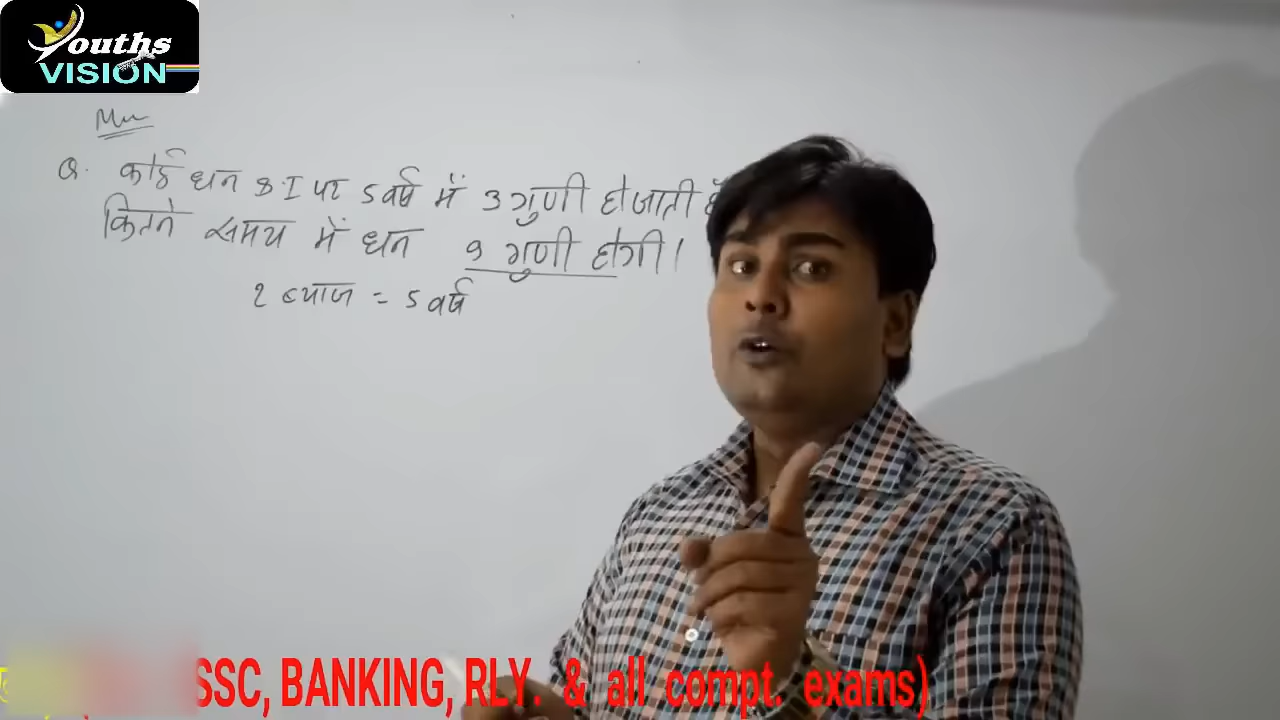 Youths
VISION
Q. कोई धन S.I पर 5 वर्ष में 3 गुणी हो जाती
कितने समय में धन 9 गुणी होगी।
2 ब्याज = 5 वर्ष
SSC, BANKING, RLY. & all compt. exams)